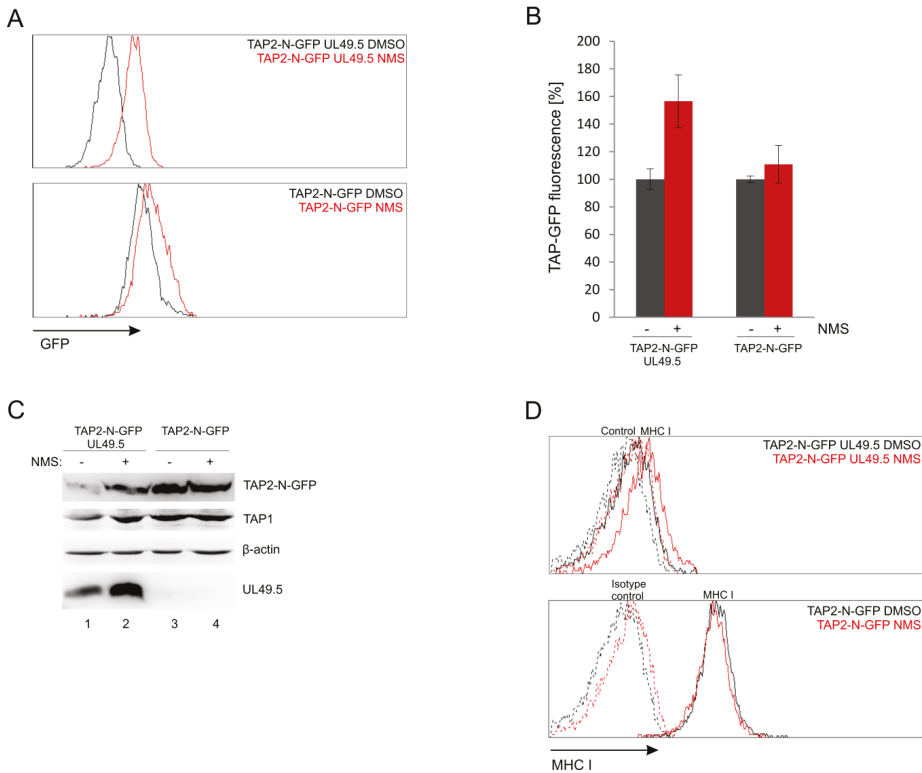 A
TAP2-N-GFP UL49.5 DMSO
TAP2-N-GFP UL49.5 NMS
TAP2-N-GFP DMSO
TAP2-N-GFP NMS
GFP
B
TAP-GFP fluorescence [%]
200
180
160
140
120
100
80
60
40
20
0
- + - + NMS
TAP2-N-GFP
UL49.5
TAP2-N-GFP
C
TAP2-N-GFP
UL49.5
TAP2-N-GFP
NMS: - + - +
TAP2-N-GFP
TAP1
β-actin
UL49.5
1 2 3 4
D
Control MHC I
TAP2-N-GFP UL49.5 DMSO
TAP2-N-GFP UL49.5 NMS
Isotype
control
MHC I
TAP2-N-GFP DMSO
TAP2-N-GFP NMS
MHC I